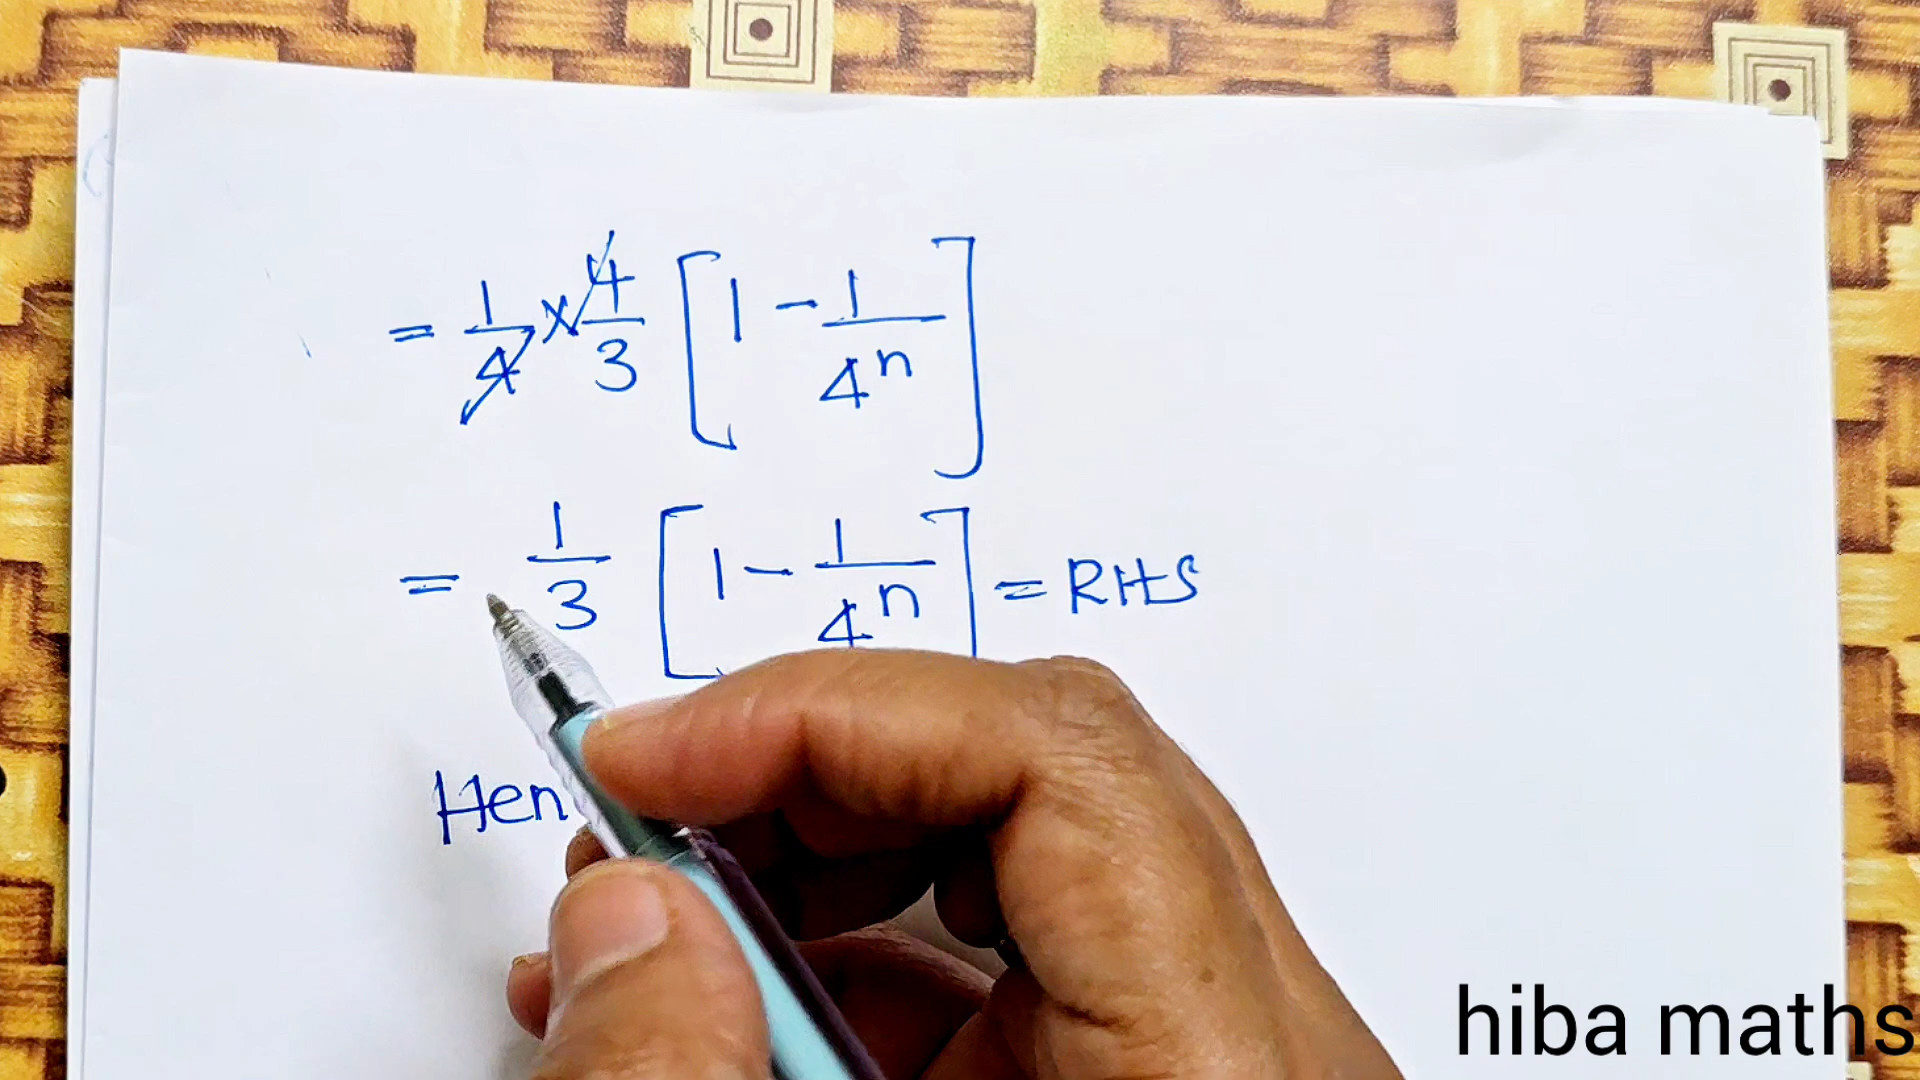 = 1/4 × 4/3 [1 - 1/4ⁿ]
= 1/3 [1 - 1/4ⁿ] = RHS
Hen
hiba maths